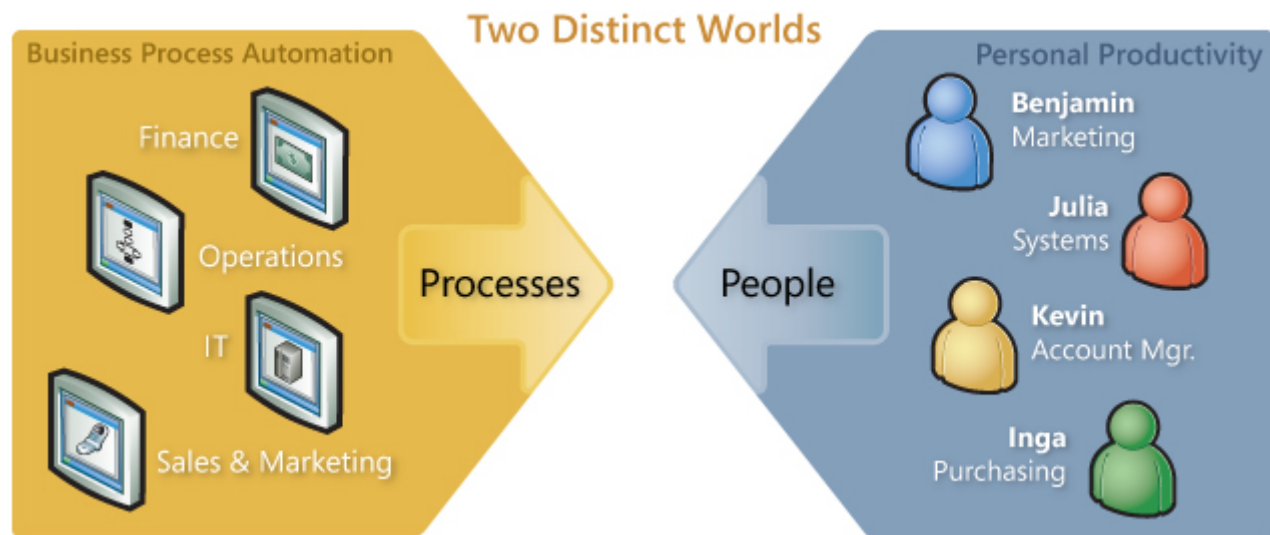 Two Distinct Worlds
Business Process Automation
Finance
Operations
IT
Sales & Marketing
Processes
People
Personal Productivity
Benjamin
Marketing
Julia
Systems
Kevin
Account Mgr.
Inga
Purchasing